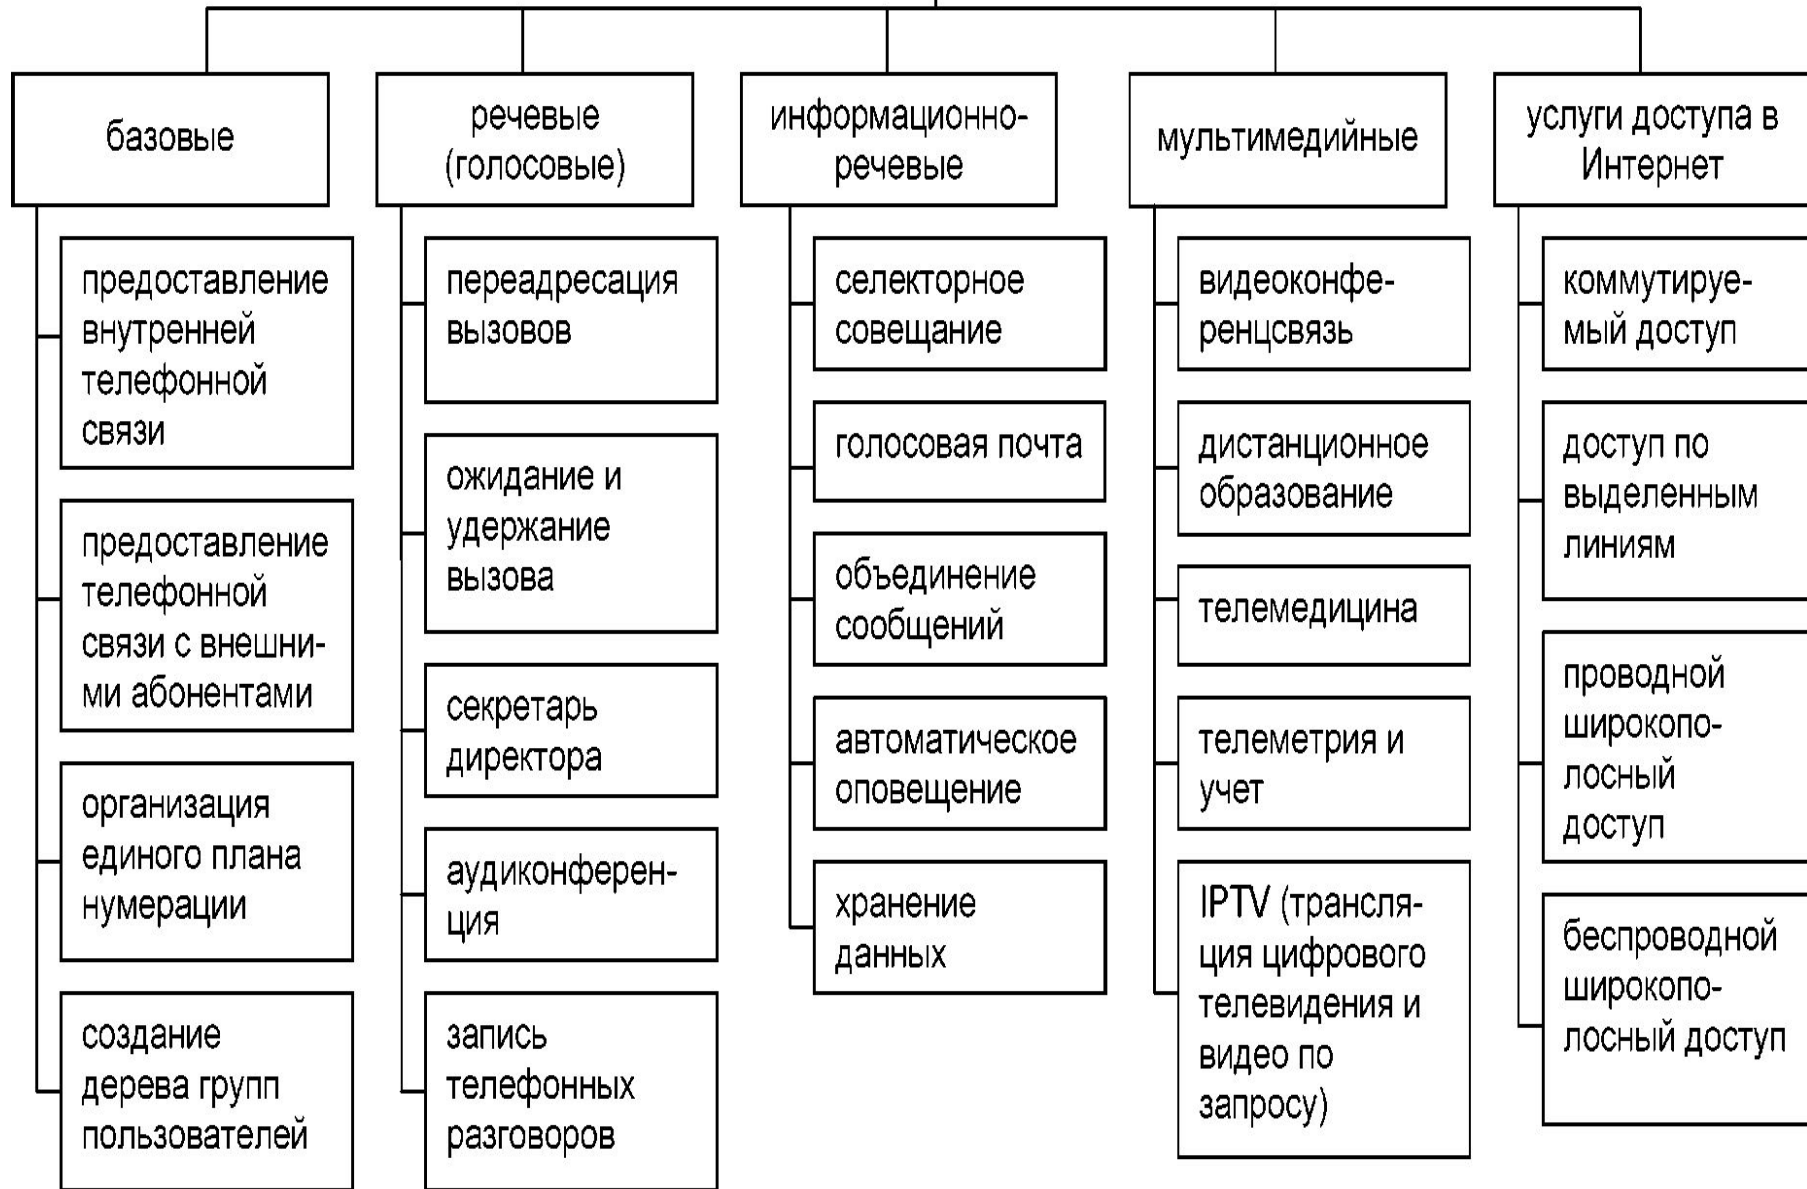 базовые
предоставление
внутренней
телефонной
связи
предоставление
телефонной
связи с внешни-
ми абонентами
организация
единого плана
нумерации
создание
дерева групп
пользователей
речевые
(голосовые)
переадресация
вызовов
ожидание и
удержание
вызова
секретарь
директора
аудиконферен-
ция
запись
телефонных
разговоров
информационно-
речевые
селекторное
совещание
голосовая почта
объединение
сообщений
автоматическое
оповещение
хранение
данных
мультимедийные
видеоконфе-
ренцсвязь
дистанционное
образование
телемедицина
телеметрия и
учет
IPTV (трансля-
ция цифрового
телевидения и
видео по
запросу)
услуги доступа в
Интернет
коммутируе-
мый доступ
доступ по
выделенным
линиям
проводной
широкопо-
лосный
доступ
беспроводной
широкопо-
лосный доступ